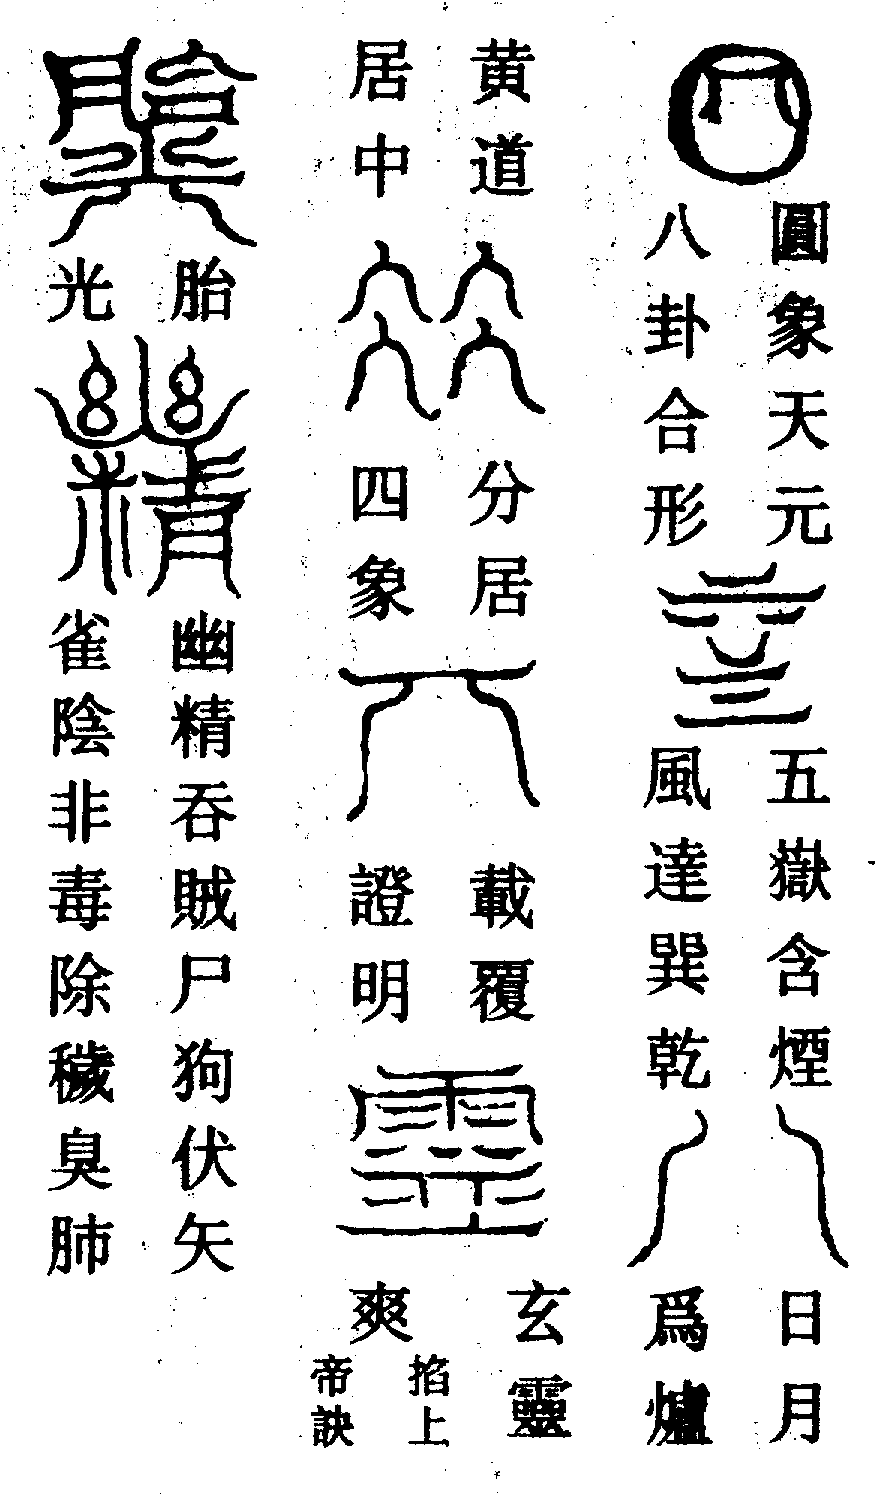 圓象天元
八卦合形
五嶽含煙
風達巽乾
日月
爲爐
黄道
居中
分居
四象
載覆
證明
玄靈
爽
掐上
帝訣
胎
光
幽精吞賊尸狗伏矢
雀陰非毒除穢臭肺